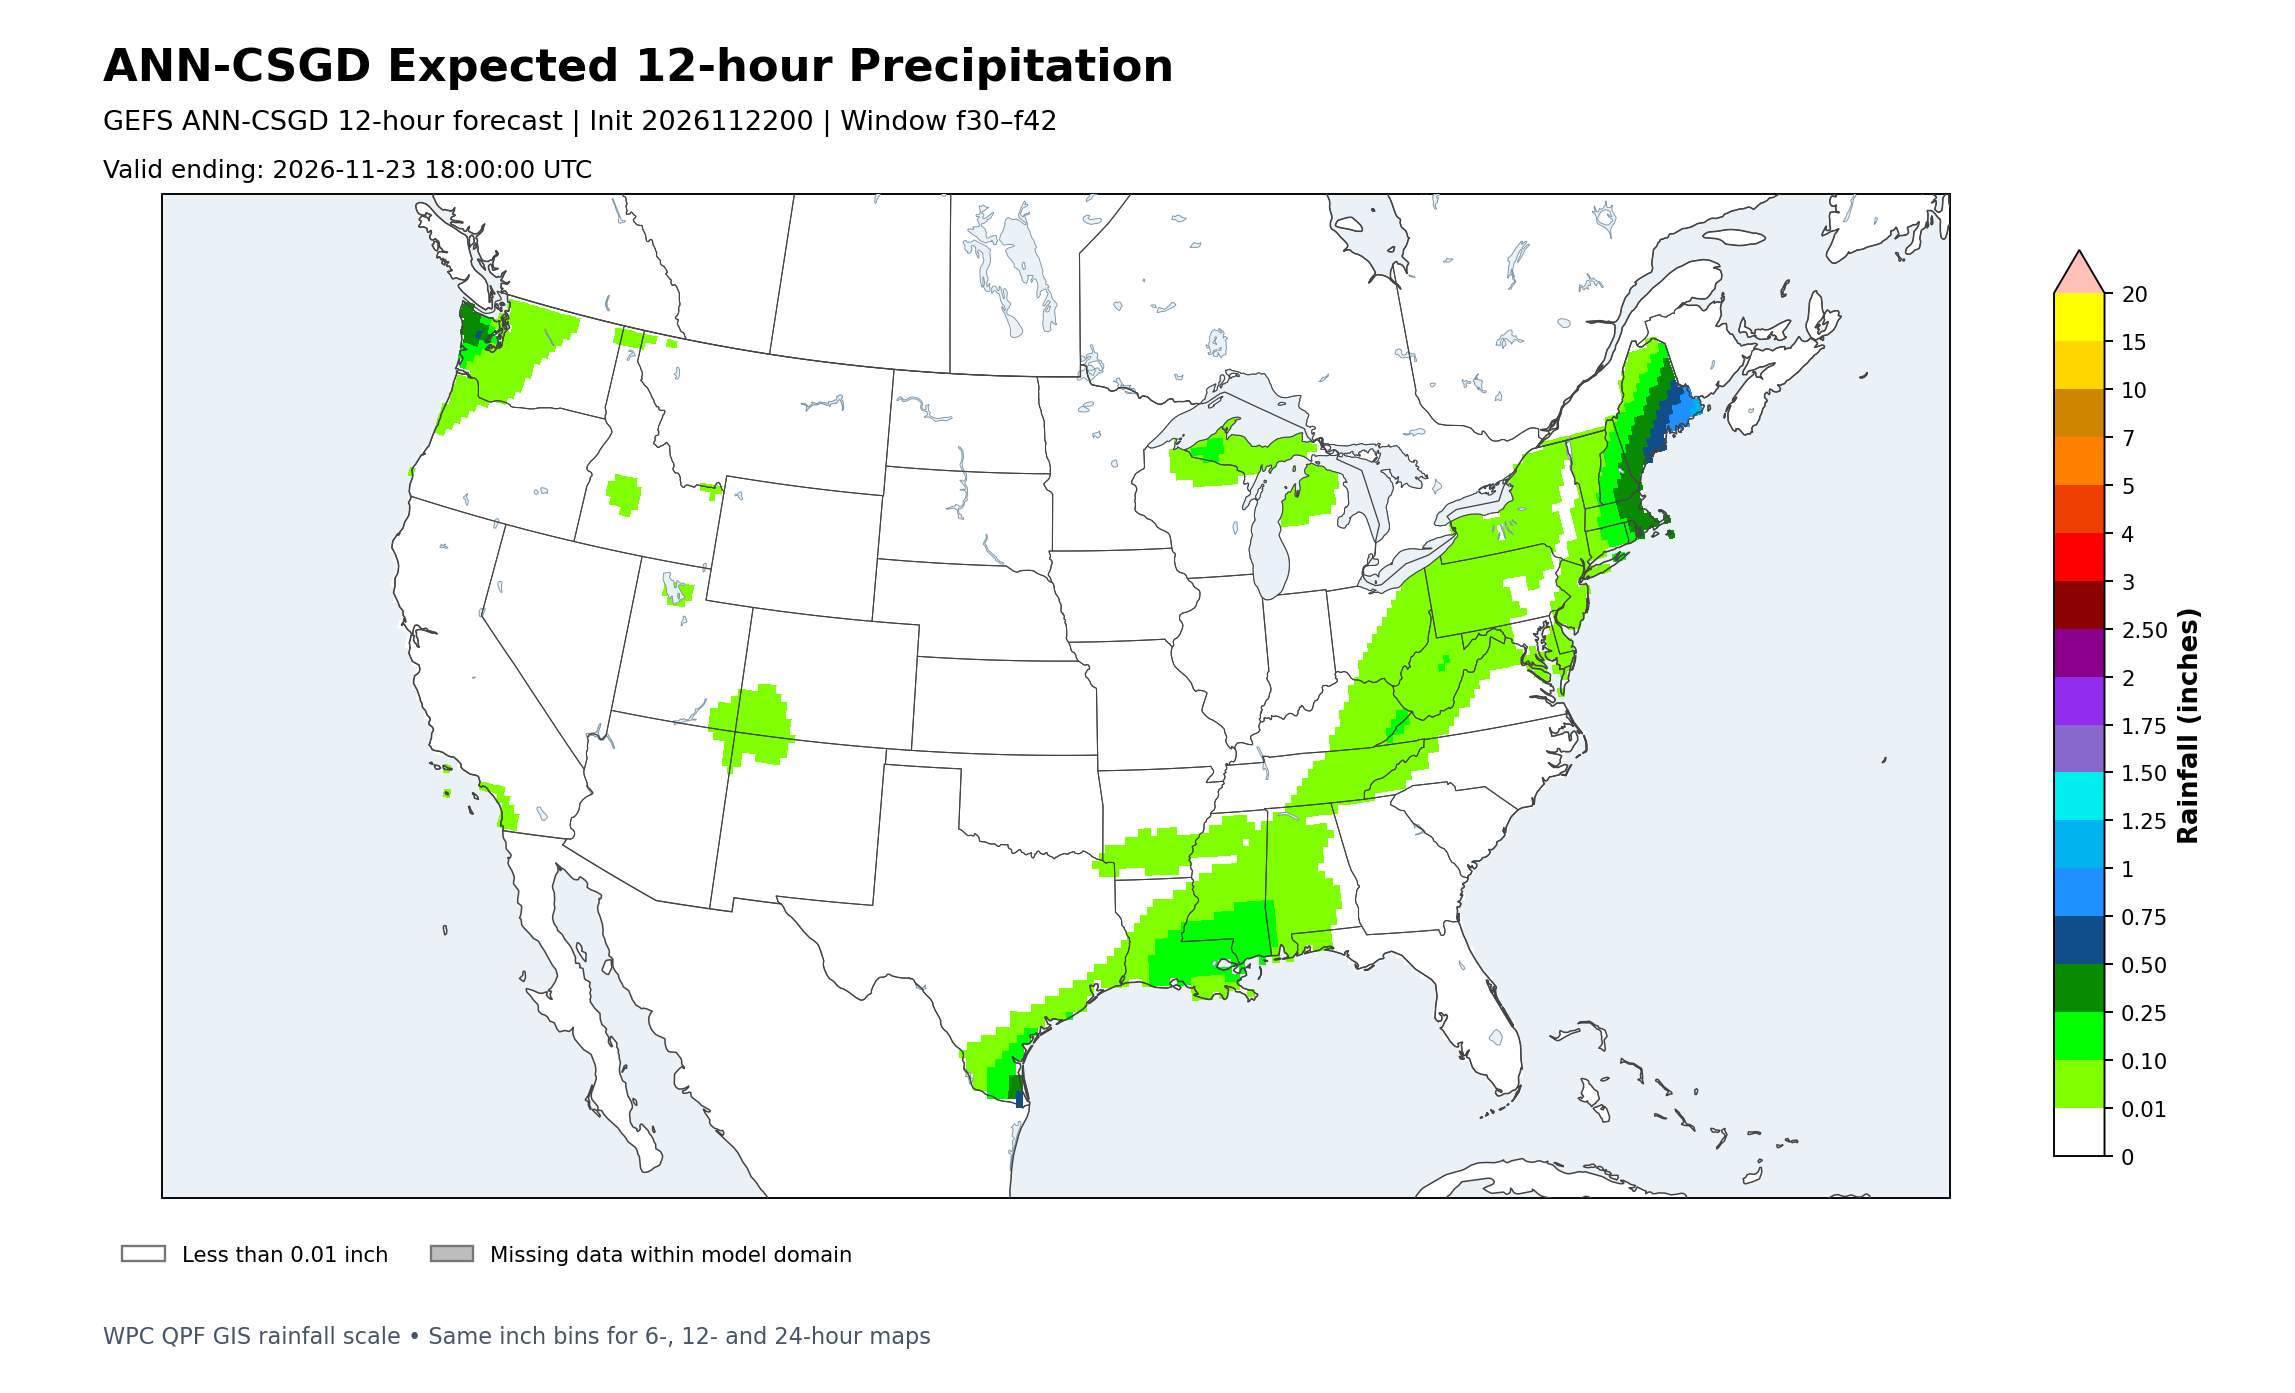 ANN-CSGD Expected 12-hour Precipitation
GEFS ANN-CSGD 12-hour forecast | Init 2026112200 | Window f30–f42
Valid ending: 2026-11-23 18:00:00 UTC
20
15
10
7
5
4
3
2.50
2
1.75
1.50
1.25
1
0.75
0.50
0.25
0.10
0.01
0
Rainfall (inches)
Less than 0.01 inch
Missing data within model domain
WPC QPF GIS rainfall scale • Same inch bins for 6-, 12- and 24-hour maps